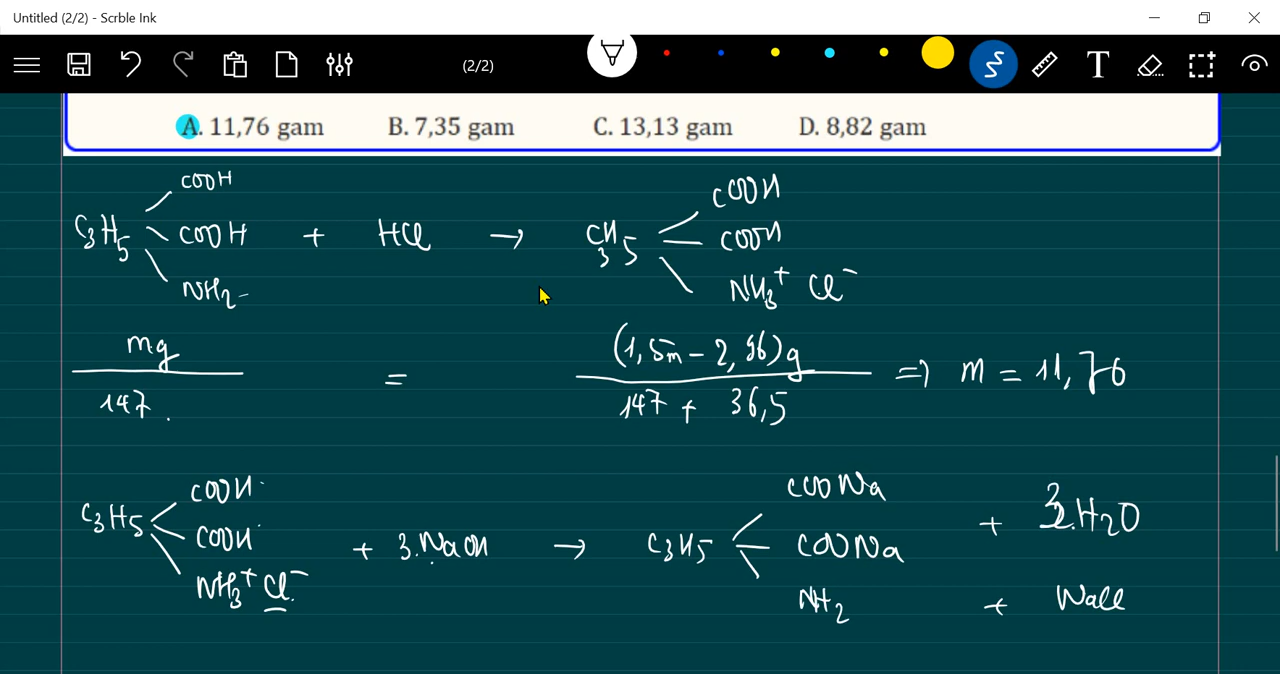 Untitled (2/2) - Scrble Ink
(2/2)
T
A. 11,76 gam B. 7,35 gam C. 13,13 gam D. 8,82 gam
COOH COOH
C3H5 COOH + HCl → C3H5 COOH
NH2 NH3+ Cl−
mg (1,5m − 2,96)g
= ⇒ m = 11,76
147 147 + 36,5
COOH COONa
C3H5 COOH + 3.NaOH → C3H5 COONa + 3.H2O
NH3+ Cl− NH2 + NaCl